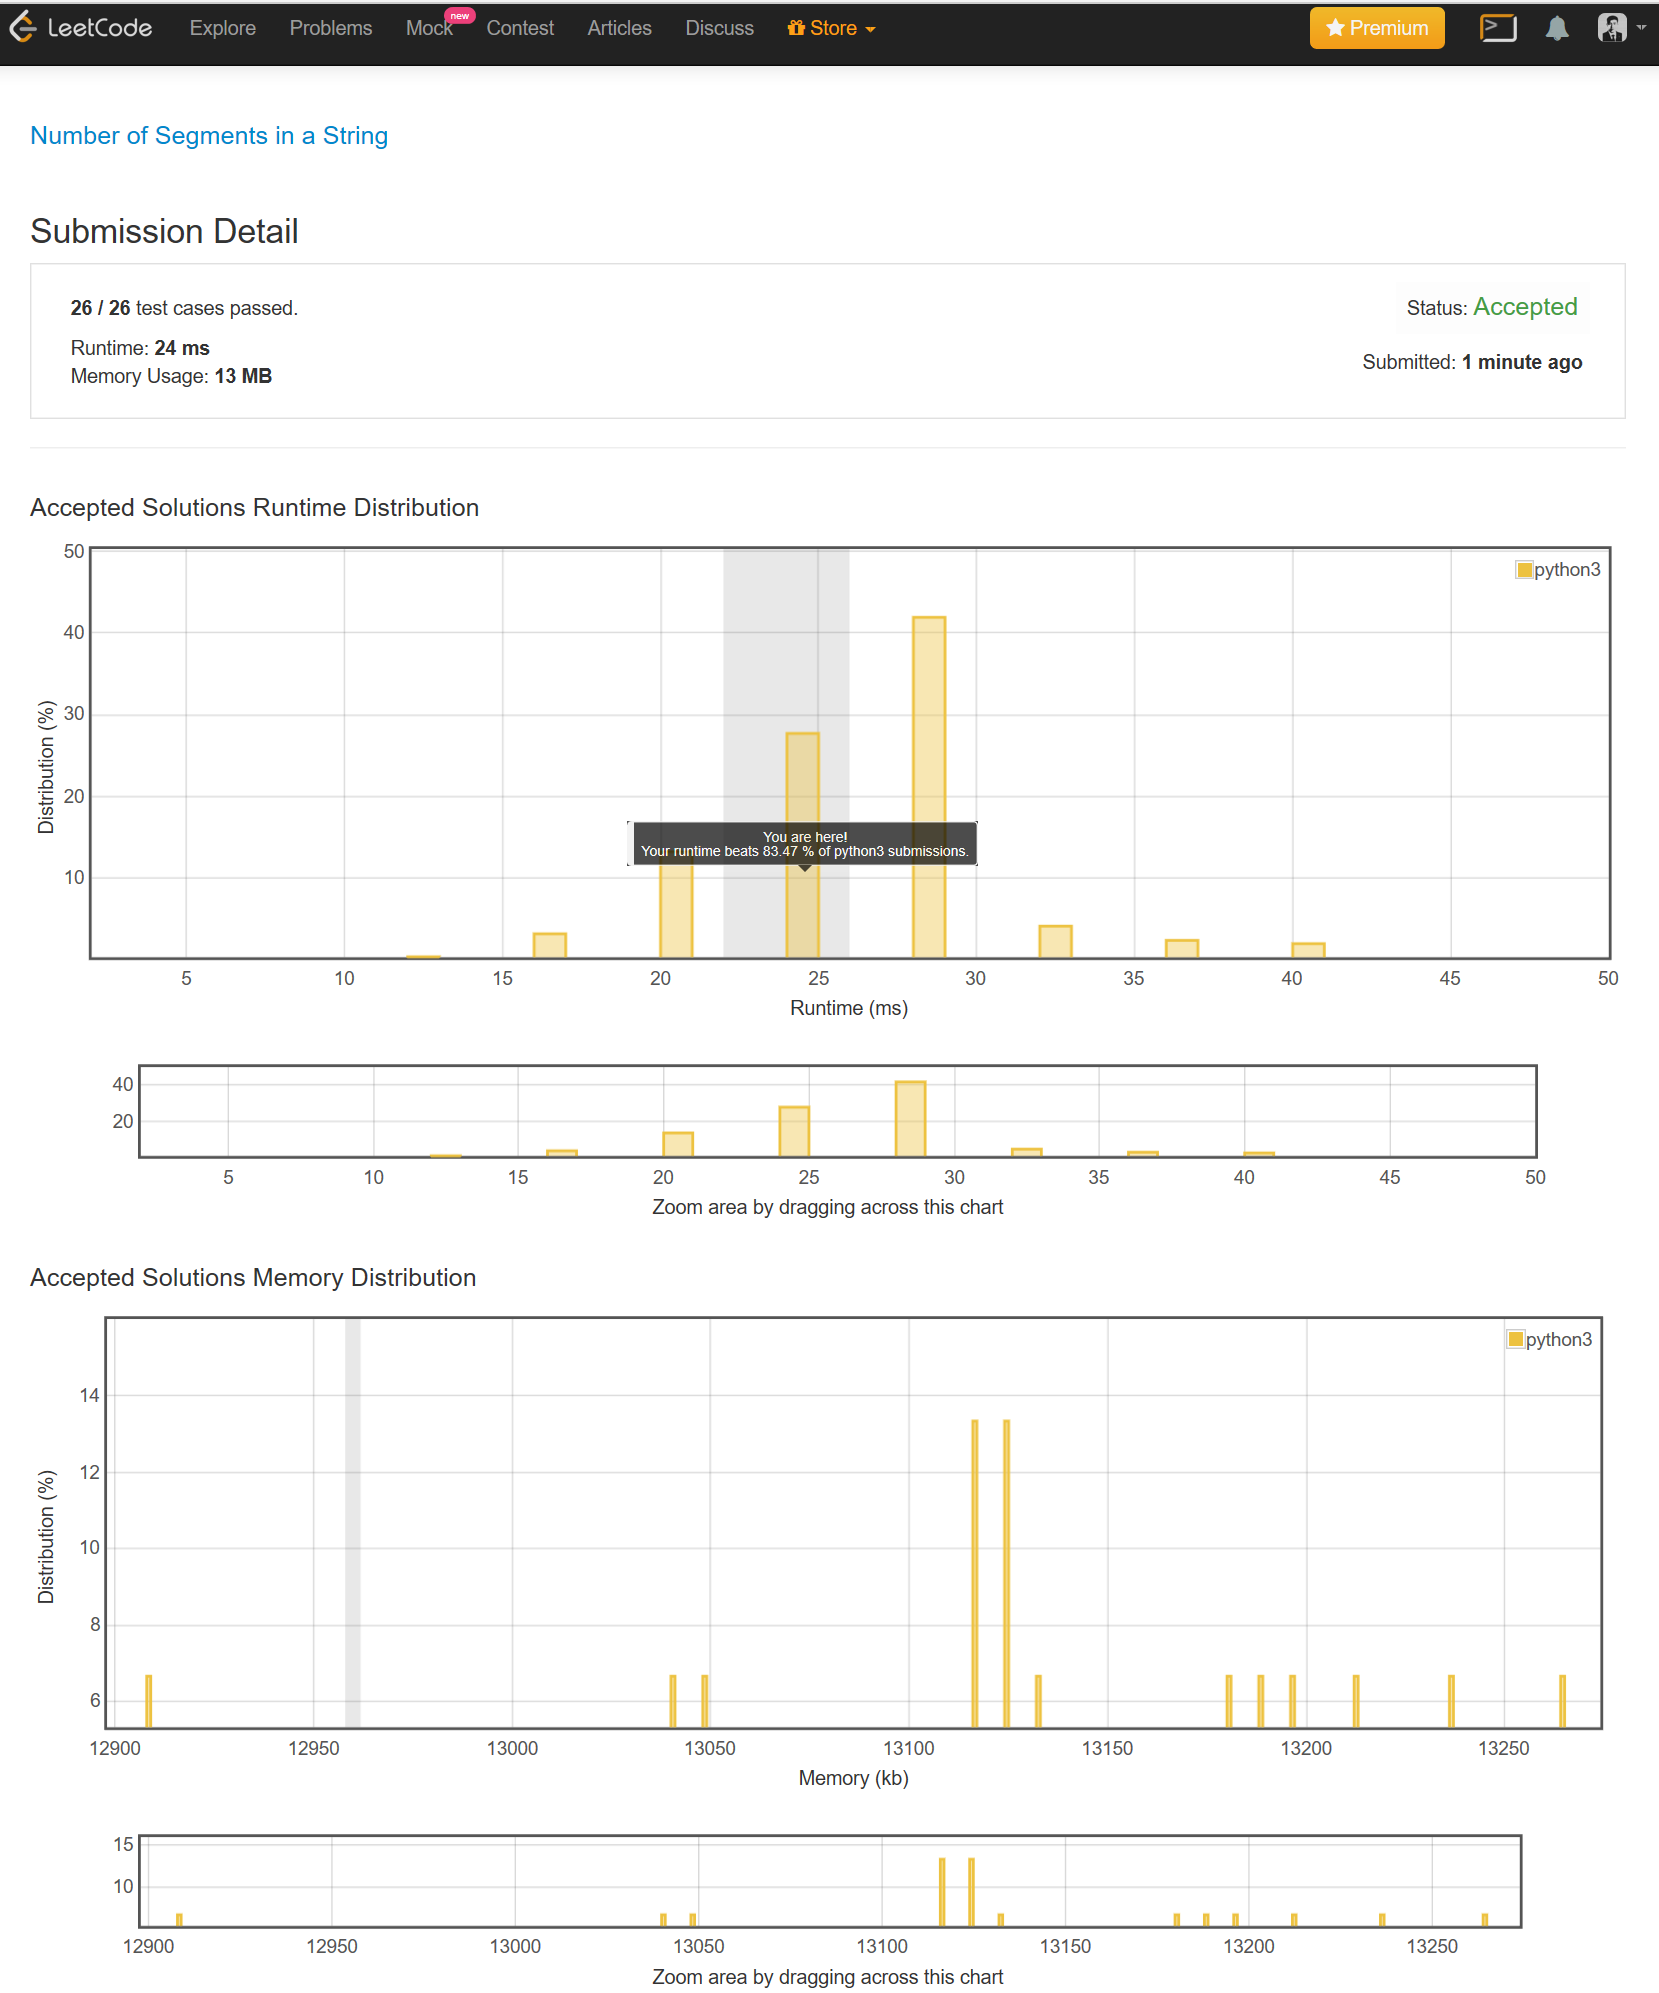 LeetCode Explore Problems Mock new Contest Articles Discuss Store Premium
Number of Segments in a String
Submission Detail
26 / 26 test cases passed.
Status: Accepted
Runtime: 24 ms
Submitted: 1 minute ago
Memory Usage: 13 MB
Accepted Solutions Runtime Distribution
50
40
30
20
10
Distribution (%)
python3
You are here!
Your runtime beats 83.47 % of python3 submissions.
5 10 15 20 25 30 35 40 45 50
Runtime (ms)
40
20
5 10 15 20 25 30 35 40 45 50
Zoom area by dragging across this chart
Accepted Solutions Memory Distribution
python3
14
12
10
8
6
Distribution (%)
12900 12950 13000 13050 13100 13150 13200 13250
Memory (kb)
15
10
12900 12950 13000 13050 13100 13150 13200 13250
Zoom area by dragging across this chart